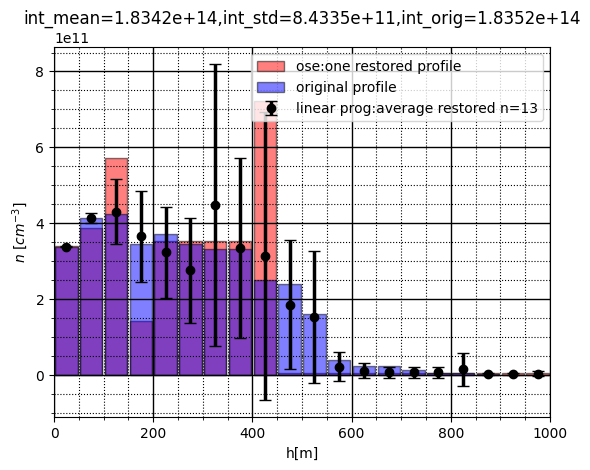 int_mean=1.8342e+14,int_std=8.4335e+11,int_orig=1.8352e+14
1e11
ose:one restored profile
original profile
linear prog:average restored n=13
8
6
4
2
0
n [cm⁻³]
0 200 400 600 800 1000
h[m]